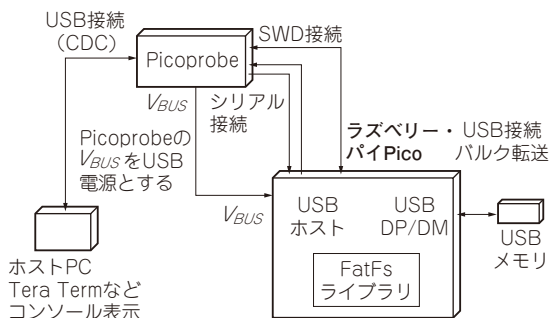 USB接続
（CDC）
Picoprobe
SWD接続
VBUS
シリアル
接続
Picoprobeの
VBUSをUSB
電源とする
ラズベリー・
パイPico
USB接続
バルク転送
VBUS
USB
ホスト
USB
DP/DM
FatFs
ライブラリ
USB
メモリ
ホストPC
Tera Termなど
コンソール表示